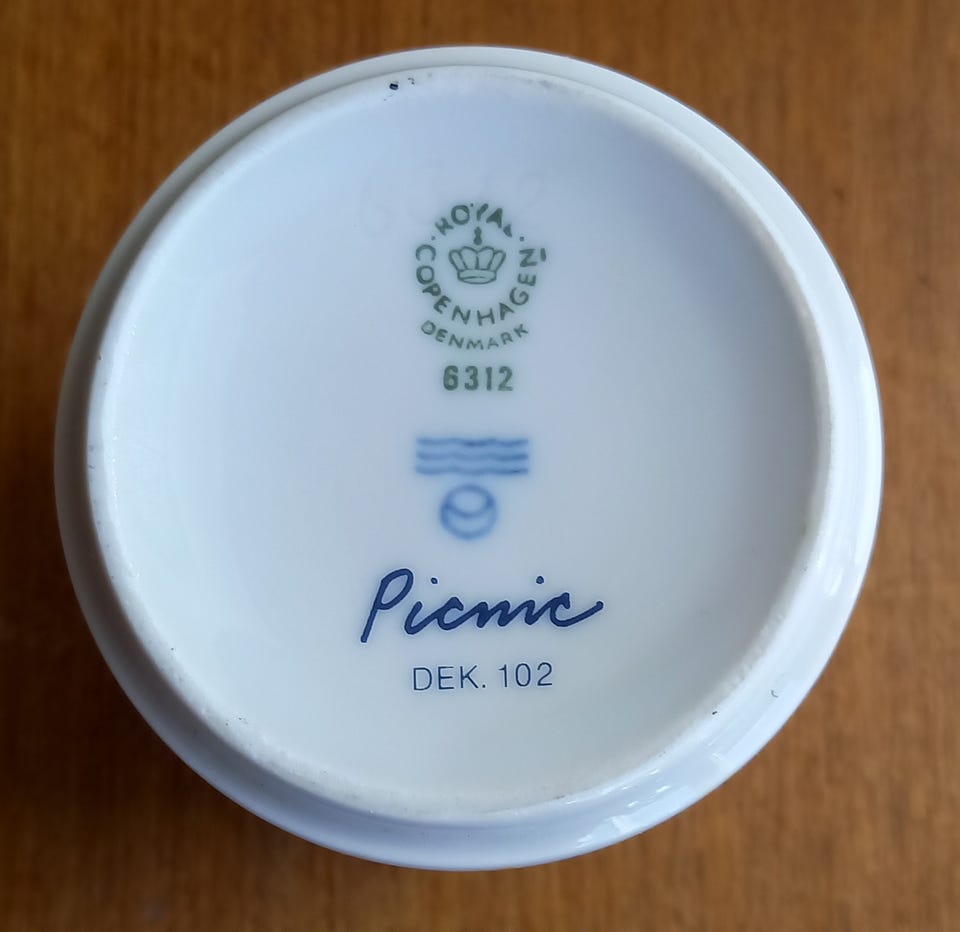 ROYAL
COPENHAGEN
DENMARK
6312
Picnic
DEK. 102